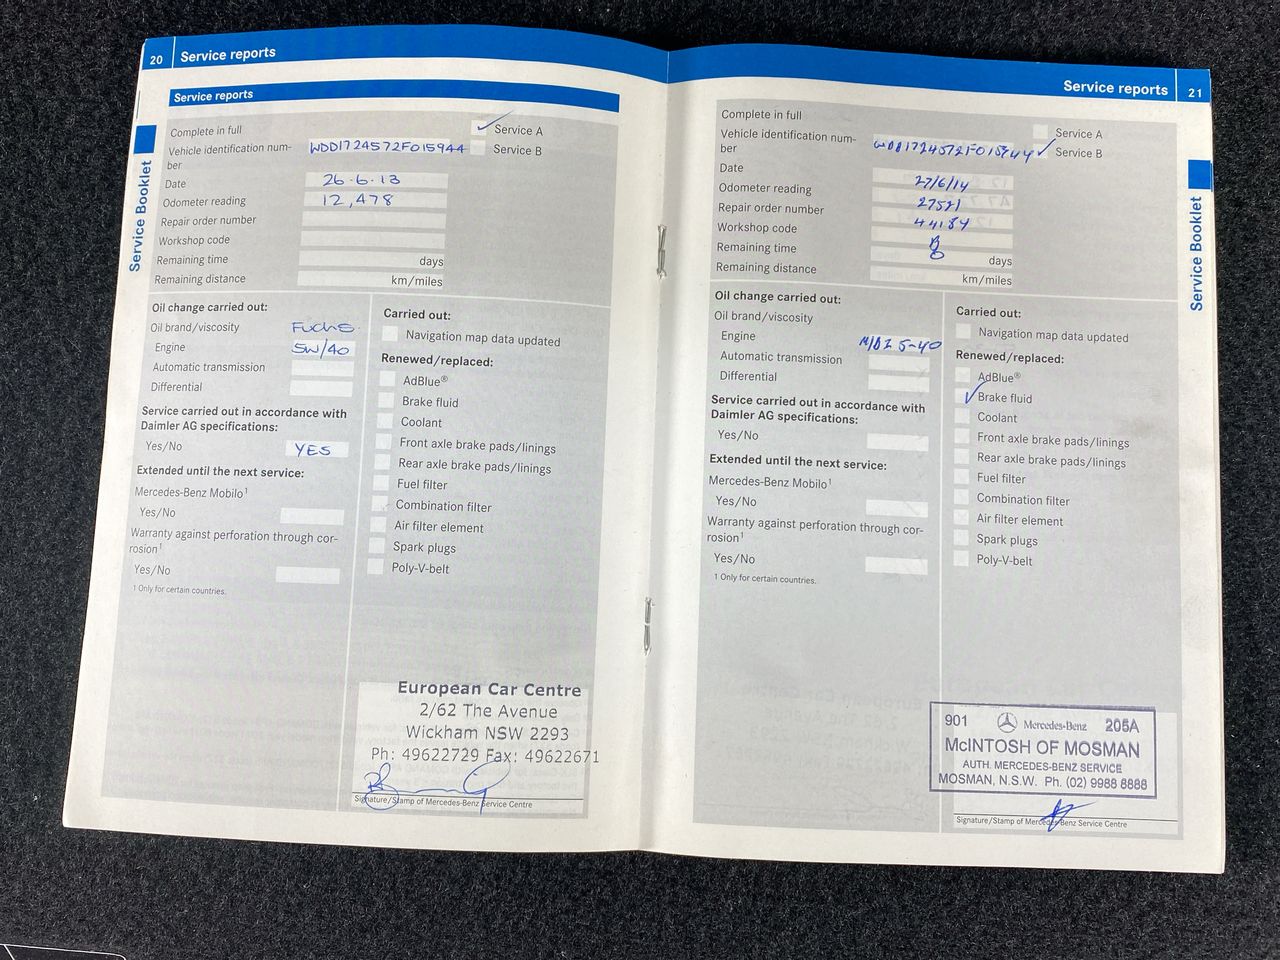 20 Service reports
Service reports
Complete in full
Service A
Vehicle identification num-
ber
WDD1724572F015944
Service B
Date 26.6.13
Odometer reading 12,478
Repair order number
Workshop code
Remaining time days
Remaining distance km/miles
Oil change carried out:
Oil brand/viscosity Fuchs.
Engine 5W/40
Automatic transmission
Differential
Service carried out in accordance with
Daimler AG specifications:
Yes/No YES
Extended until the next service:
Mercedes-Benz Mobilo¹
Yes/No
Warranty against perforation through cor-
rosion¹
Yes/No
¹ Only for certain countries.
Carried out:
Navigation map data updated
Renewed/replaced:
AdBlue®
Brake fluid
Coolant
Front axle brake pads/linings
Rear axle brake pads/linings
Fuel filter
Combination filter
Air filter element
Spark plugs
Poly-V-belt
European Car Centre
2/62 The Avenue
Wickham NSW 2293
Ph: 49622729 Fax: 49622671
Signature/Stamp of Mercedes-Benz Service Centre
Service Booklet
Service reports 21
Complete in full
Service A
Vehicle identification num-
ber
Service B
Date 27/6/14
Odometer reading 27521
Repair order number 44184
Workshop code B
Remaining time days
Remaining distance km/miles
Oil change carried out:
Oil brand/viscosity
Engine 5-40
Automatic transmission
Differential
Service carried out in accordance with
Daimler AG specifications:
Yes/No
Extended until the next service:
Mercedes-Benz Mobilo¹
Yes/No
Warranty against perforation through cor-
rosion¹
Yes/No
¹ Only for certain countries.
Carried out:
Navigation map data updated
Renewed/replaced:
AdBlue®
Brake fluid
Coolant
Front axle brake pads/linings
Rear axle brake pads/linings
Fuel filter
Combination filter
Air filter element
Spark plugs
Poly-V-belt
901 Mercedes-Benz 205A
McINTOSH OF MOSMAN
AUTH. MERCEDES-BENZ SERVICE
MOSMAN, N.S.W. Ph. (02) 9988 8888
Signature/Stamp of Mercedes-Benz Service Centre
Service Booklet